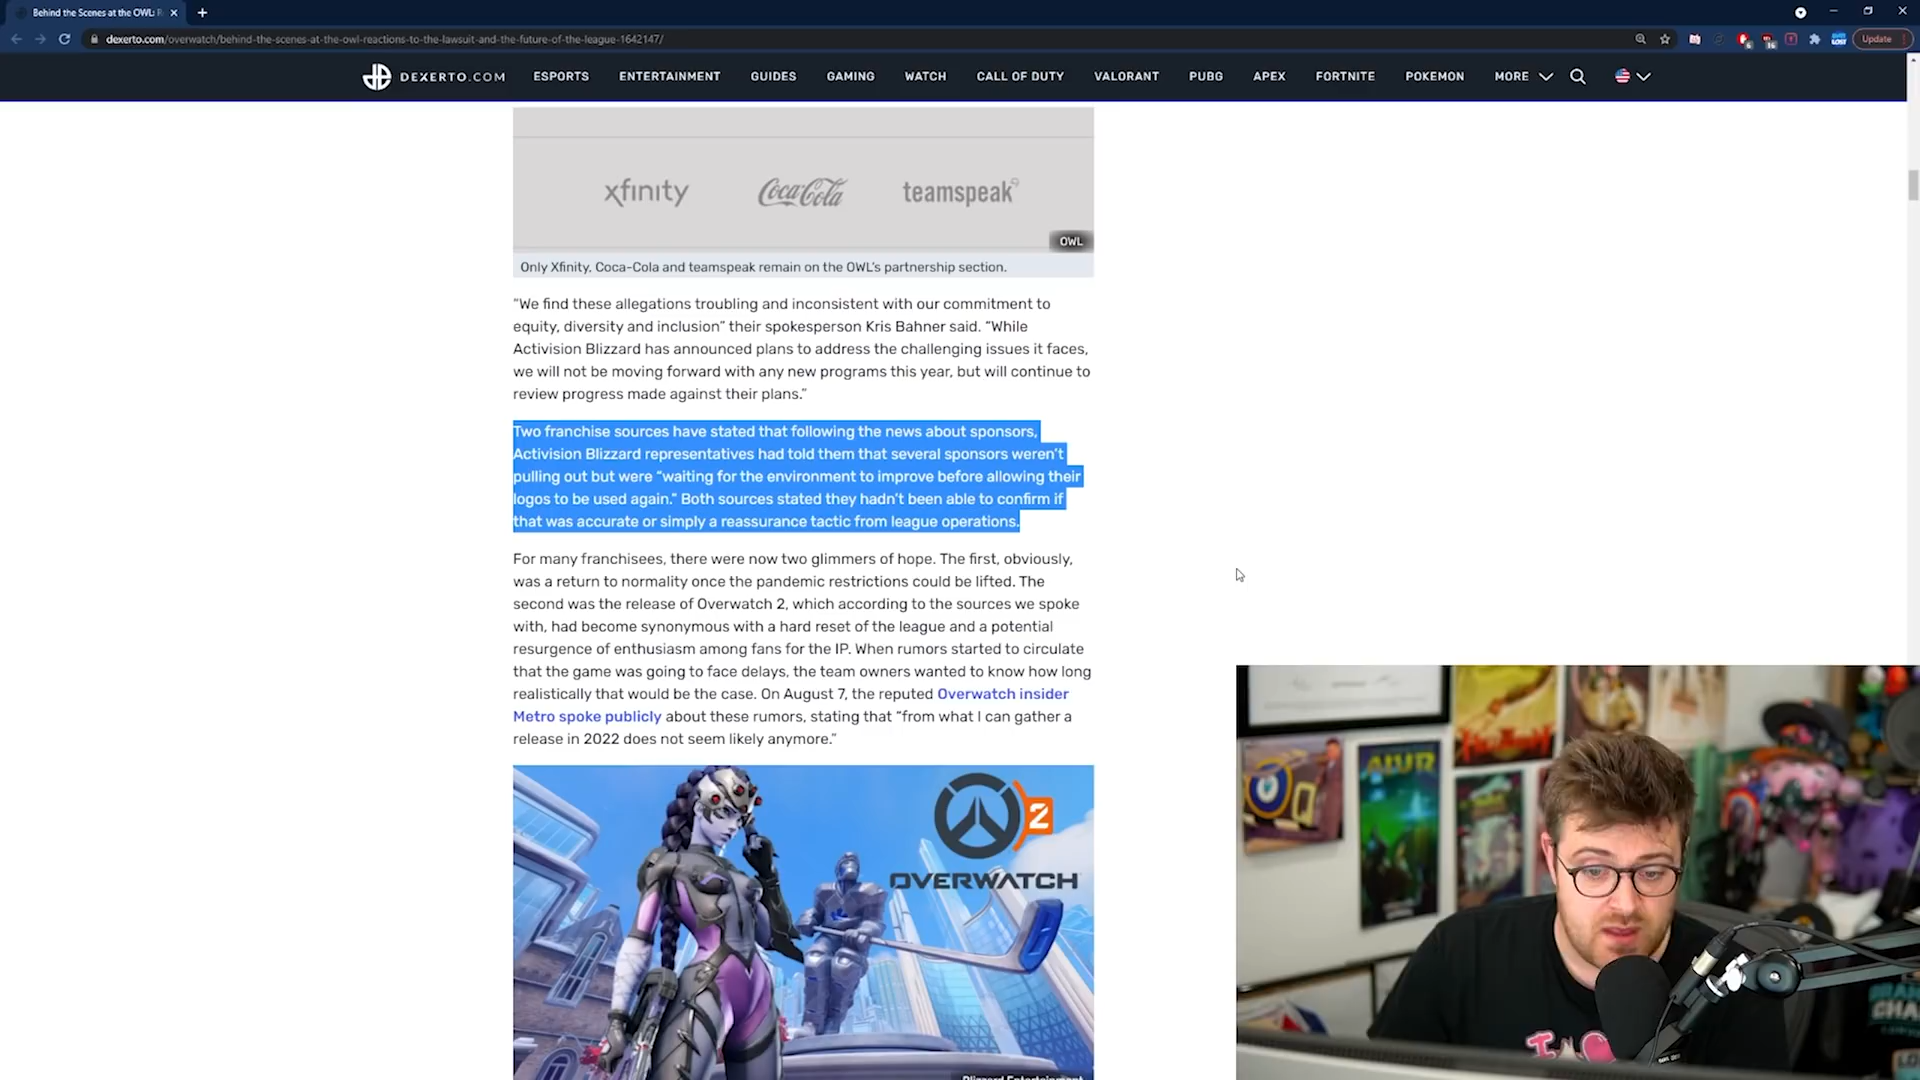 Behind the Scenes at the OWL: R
dexerto.com/overwatch/behind-the-scenes-at-the-owl-reactions-to-the-lawsuit-and-the-future-of-the-league-1642147/
Update
DEXERTO.COM
ESPORTS
ENTERTAINMENT
GUIDES
GAMING
WATCH
CALL OF DUTY
VALORANT
PUBG
APEX
FORTNITE
POKEMON
MORE
xfinity
Coca-Cola
teamspeak
OWL
Only Xfinity, Coca-Cola and teamspeak remain on the OWL's partnership section.
"We find these allegations troubling and inconsistent with our commitment to
equity, diversity and inclusion" their spokesperson Kris Bahner said. "While
Activision Blizzard has announced plans to address the challenging issues it faces,
we will not be moving forward with any new programs this year, but will continue to
review progress made against their plans."
Two franchise sources have stated that following the news about sponsors,
Activision Blizzard representatives had told them that several sponsors weren't
pulling out but were "waiting for the environment to improve before allowing their
logos to be used again." Both sources stated they hadn't been able to confirm if
that was accurate or simply a reassurance tactic from league operations.
For many franchisees, there were now two glimmers of hope. The first, obviously,
was a return to normality once the pandemic restrictions could be lifted. The
second was the release of Overwatch 2, which according to the sources we spoke
with, had become synonymous with a hard reset of the league and a potential
resurgence of enthusiasm among fans for the IP. When rumors started to circulate
that the game was going to face delays, the team owners wanted to know how long
realistically that would be the case. On August 7, the reputed Overwatch insider
Metro spoke publicly about these rumors, stating that "from what I can gather a
release in 2022 does not seem likely anymore."
2
OVERWATCH
Blizzard Entertainment